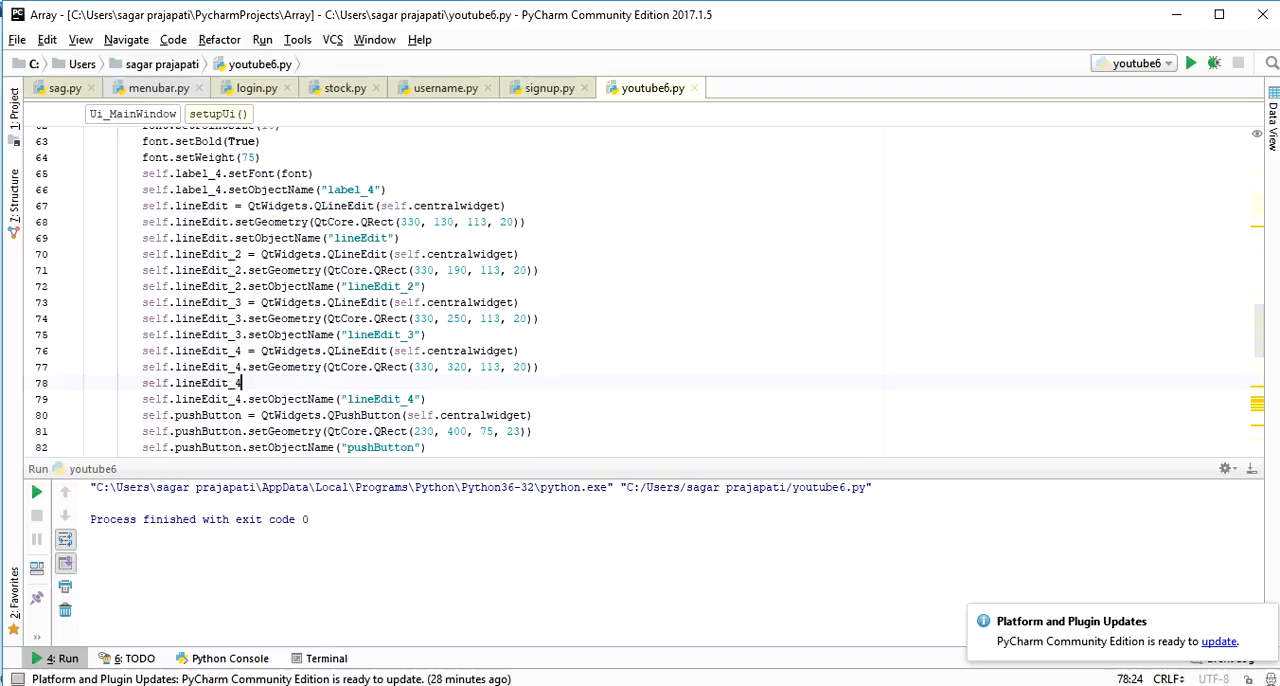 Array - [C:\Users\sagar prajapati\PycharmProjects\Array] - C:\Users\sagar prajapati\youtube6.py - PyCharm Community Edition 2017.1.5
File Edit View Navigate Code Refactor Run Tools VCS Window Help
C: Users sagar prajapati youtube6.py youtube6
sag.py menubar.py login.py stock.py username.py signup.py youtube6.py
Ui_MainWindow setupUi()
1: Project
7: Structure
2: Favorites
Data View
63 font.setBold(True)
64 font.setWeight(75)
65 self.label_4.setFont(font)
66 self.label_4.setObjectName("label_4")
67 self.lineEdit = QtWidgets.QLineEdit(self.centralwidget)
68 self.lineEdit.setGeometry(QtCore.QRect(330, 130, 113, 20))
69 self.lineEdit.setObjectName("lineEdit")
70 self.lineEdit_2 = QtWidgets.QLineEdit(self.centralwidget)
71 self.lineEdit_2.setGeometry(QtCore.QRect(330, 190, 113, 20))
72 self.lineEdit_2.setObjectName("lineEdit_2")
73 self.lineEdit_3 = QtWidgets.QLineEdit(self.centralwidget)
74 self.lineEdit_3.setGeometry(QtCore.QRect(330, 250, 113, 20))
75 self.lineEdit_3.setObjectName("lineEdit_3")
76 self.lineEdit_4 = QtWidgets.QLineEdit(self.centralwidget)
77 self.lineEdit_4.setGeometry(QtCore.QRect(330, 320, 113, 20))
78 self.lineEdit_4
79 self.lineEdit_4.setObjectName("lineEdit_4")
80 self.pushButton = QtWidgets.QPushButton(self.centralwidget)
81 self.pushButton.setGeometry(QtCore.QRect(230, 400, 75, 23))
82 self.pushButton.setObjectName("pushButton")
Run youtube6
"C:\Users\sagar prajapati\AppData\Local\Programs\Python\Python36-32\python.exe" "C:/Users/sagar prajapati/youtube6.py"
Process finished with exit code 0
Platform and Plugin Updates
PyCharm Community Edition is ready to update.
4: Run 6: TODO Python Console Terminal
Platform and Plugin Updates: PyCharm Community Edition is ready to update. (28 minutes ago) 78:24 CRLF UTF-8